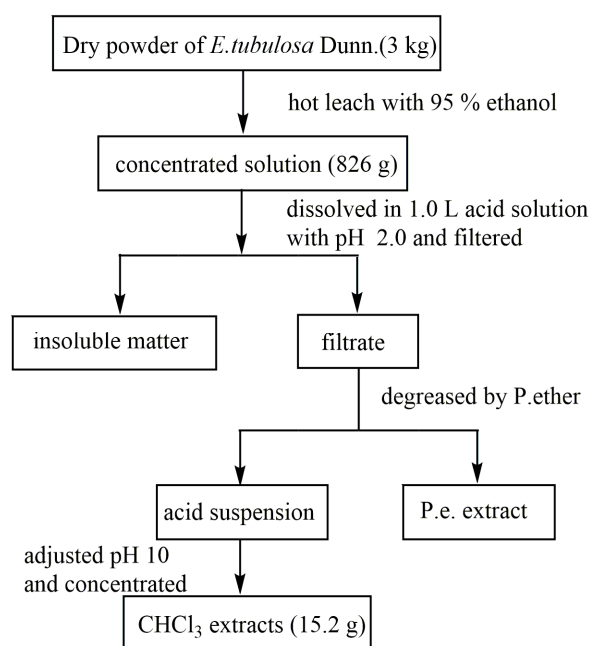 Dry powder of E.tubulosa Dunn.(3 kg)
hot leach with 95 % ethanol
concentrated solution (826 g)
dissolved in 1.0 L acid solution
with pH 2.0 and filtered
insoluble matter
filtrate
degreased by P.ether
acid suspension
P.e. extract
adjusted pH 10
and concentrated
CHCl₃ extracts (15.2 g)